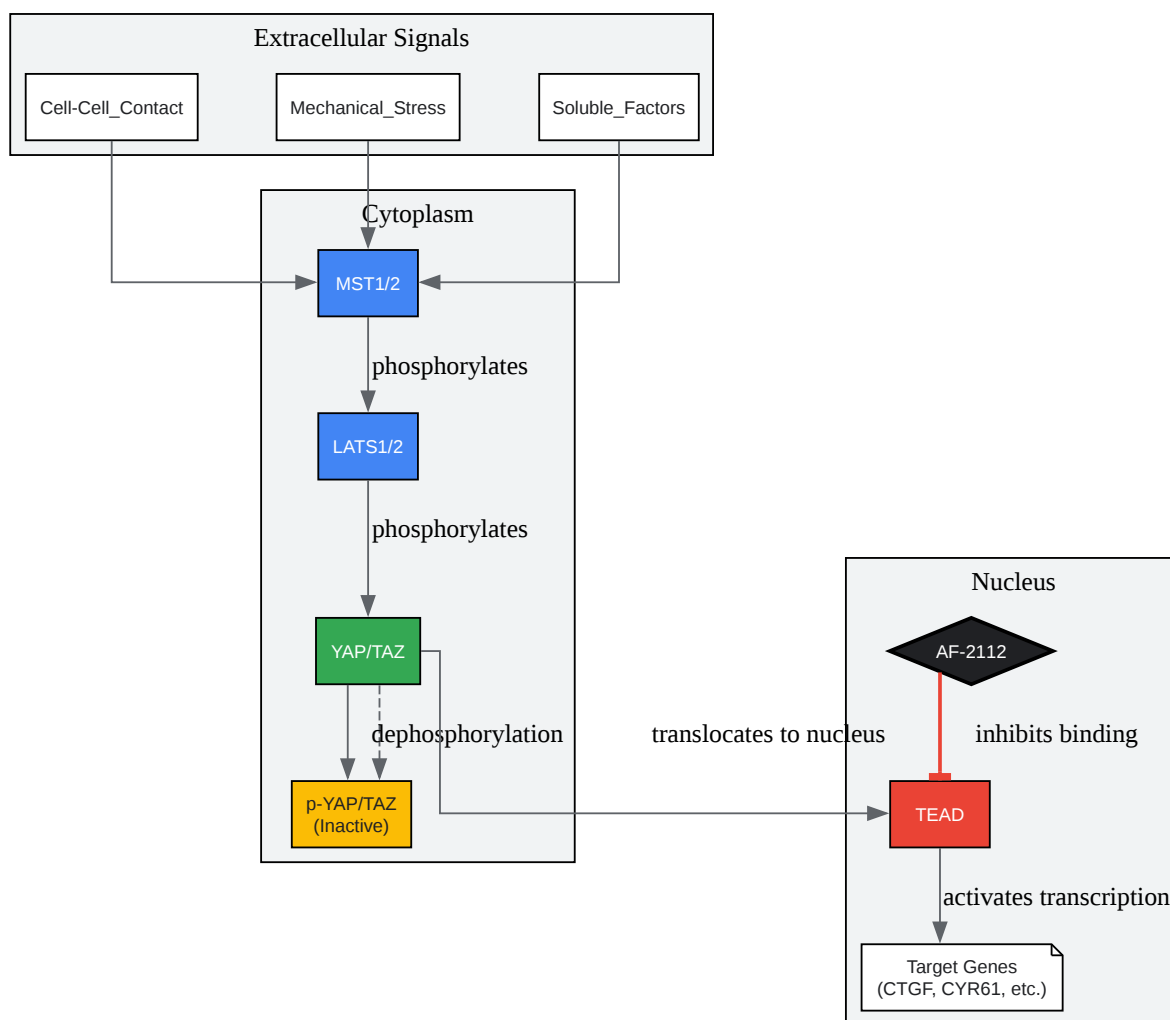 Extracellular Signals
Cell-Cell_Contact
Mechanical_Stress
Soluble_Factors
Cytoplasm
MST1/2
phosphorylates
LATS1/2
phosphorylates
YAP/TAZ
dephosphorylation
p-YAP/TAZ
(Inactive)
translocates to nucleus
Nucleus
AF-2112
inhibits binding
TEAD
activates transcription
Target Genes
(CTGF, CYR61, etc.)